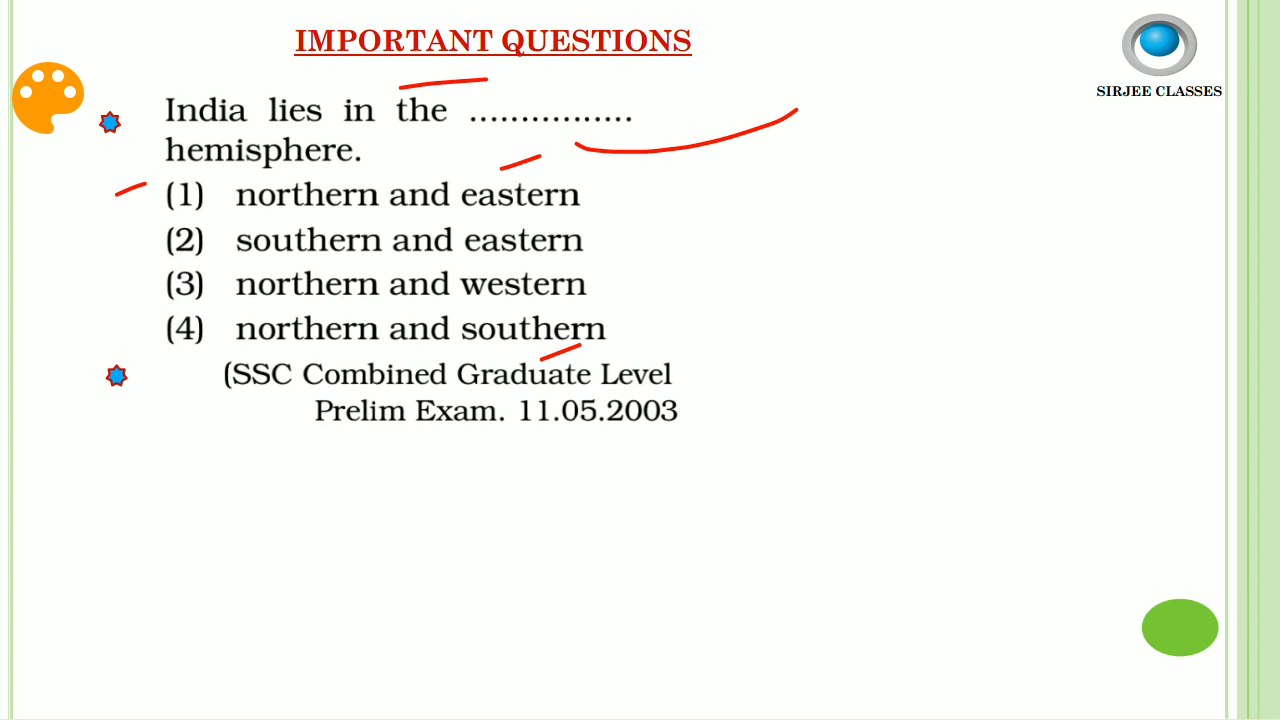 IMPORTANT QUESTIONS
SIRJEE CLASSES
India lies in the ................
hemisphere.
(1) northern and eastern
(2) southern and eastern
(3) northern and western
(4) northern and southern
(SSC Combined Graduate Level
Prelim Exam. 11.05.2003